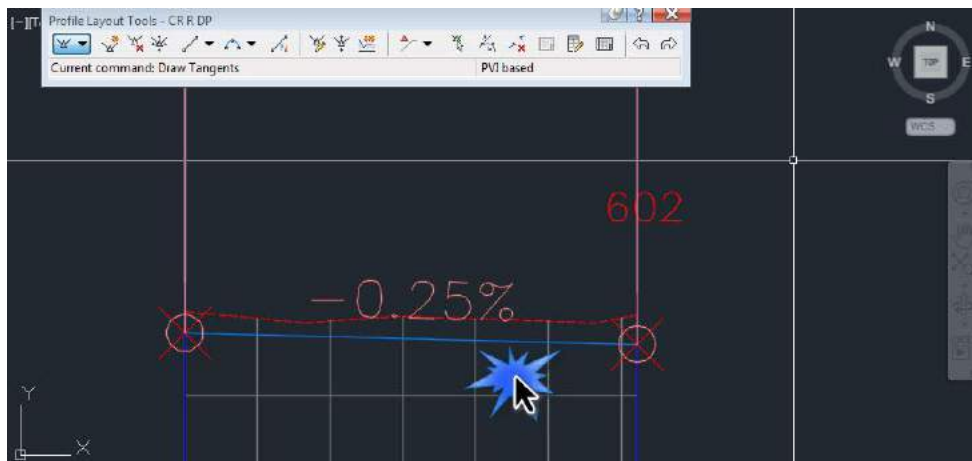 [-][T
Profile Layout Tools - CR R DP
Current command: Draw Tangents
PVI based
N
W
TOP
E
S
WCS
602
-0.25%
Y
X